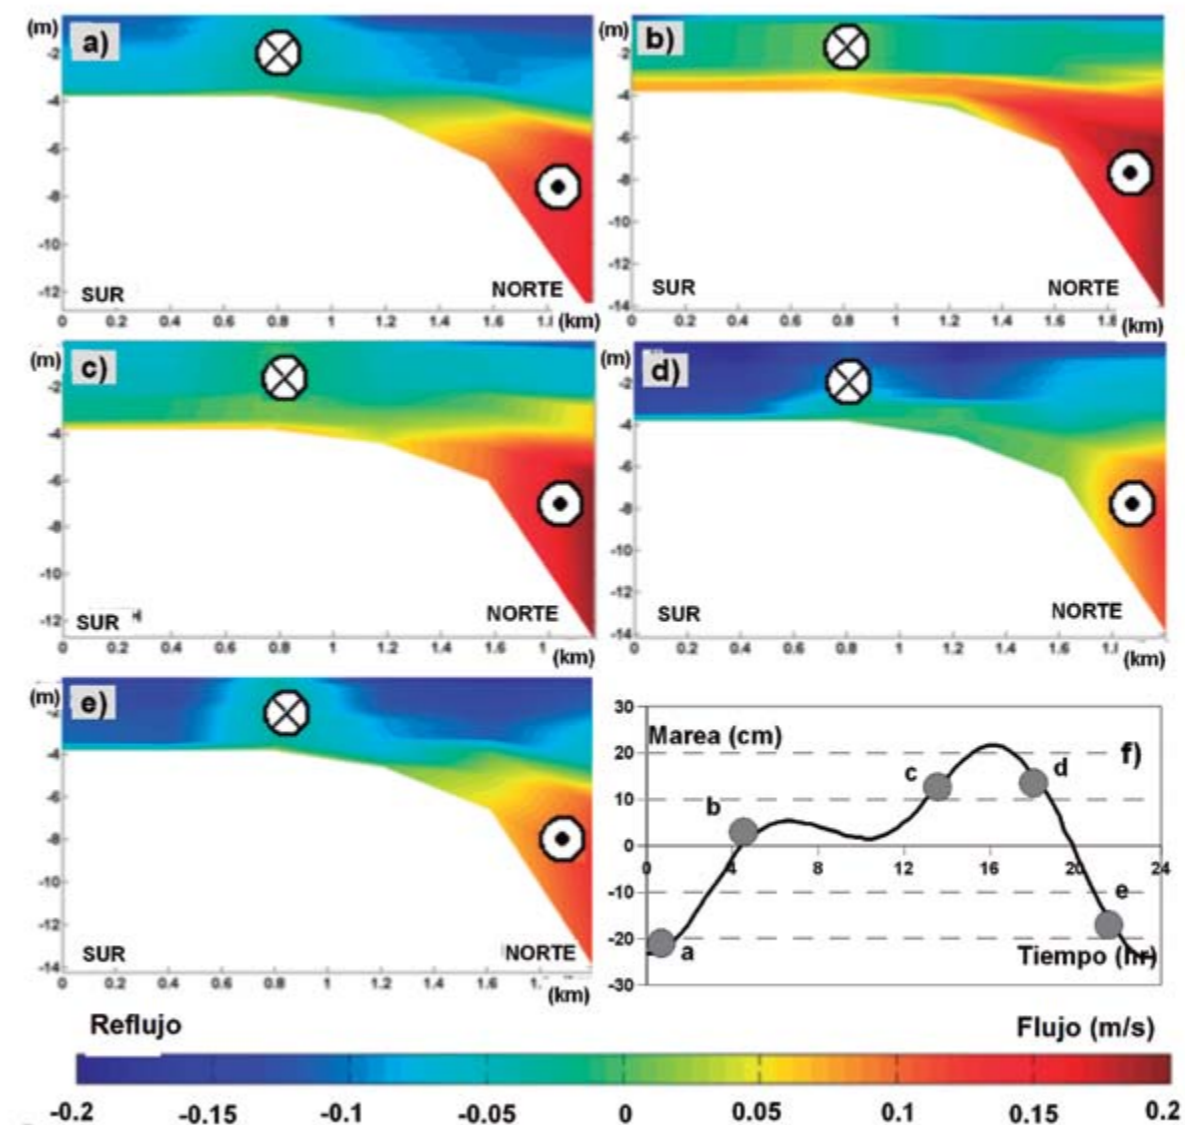 (m) a)
-2
-4
-6
-8
-10
-12
SUR NORTE
0 0.2 0.4 0.6 0.8 1 1.2 1.4 1.6 (km)
(m) b)
-2
-4
-6
-8
-10
-12
-14
SUR NORTE
0 0.2 0.4 0.6 0.8 1 1.2 1.4 1.6 1.8 (km)
(m) c)
-2
-4
-6
-8
-10
-12
SUR NORTE
0 0.2 0.4 0.6 0.8 1 1.2 1.4 1.6 (km)
(m) d)
-2
-4
-6
-8
-10
-12
-14
SUR NORTE
0 0.2 0.4 0.6 0.8 1 1.2 1.4 1.6 (km)
(m) e)
-4
-6
-8
-10
-12
-14
SUR NORTE
0 0.2 0.4 0.6 0.8 1 1.2 1.4 1.6 (km)
30
Marea (cm) f)
20
10
0
-10
-20
-30
0 4 8 12 16 20 24
a
b
c
d
e
Tiempo (hr)
Reflujo Flujo (m/s)
-0.2 -0.15 -0.1 -0.05 0 0.05 0.1 0.15 0.2